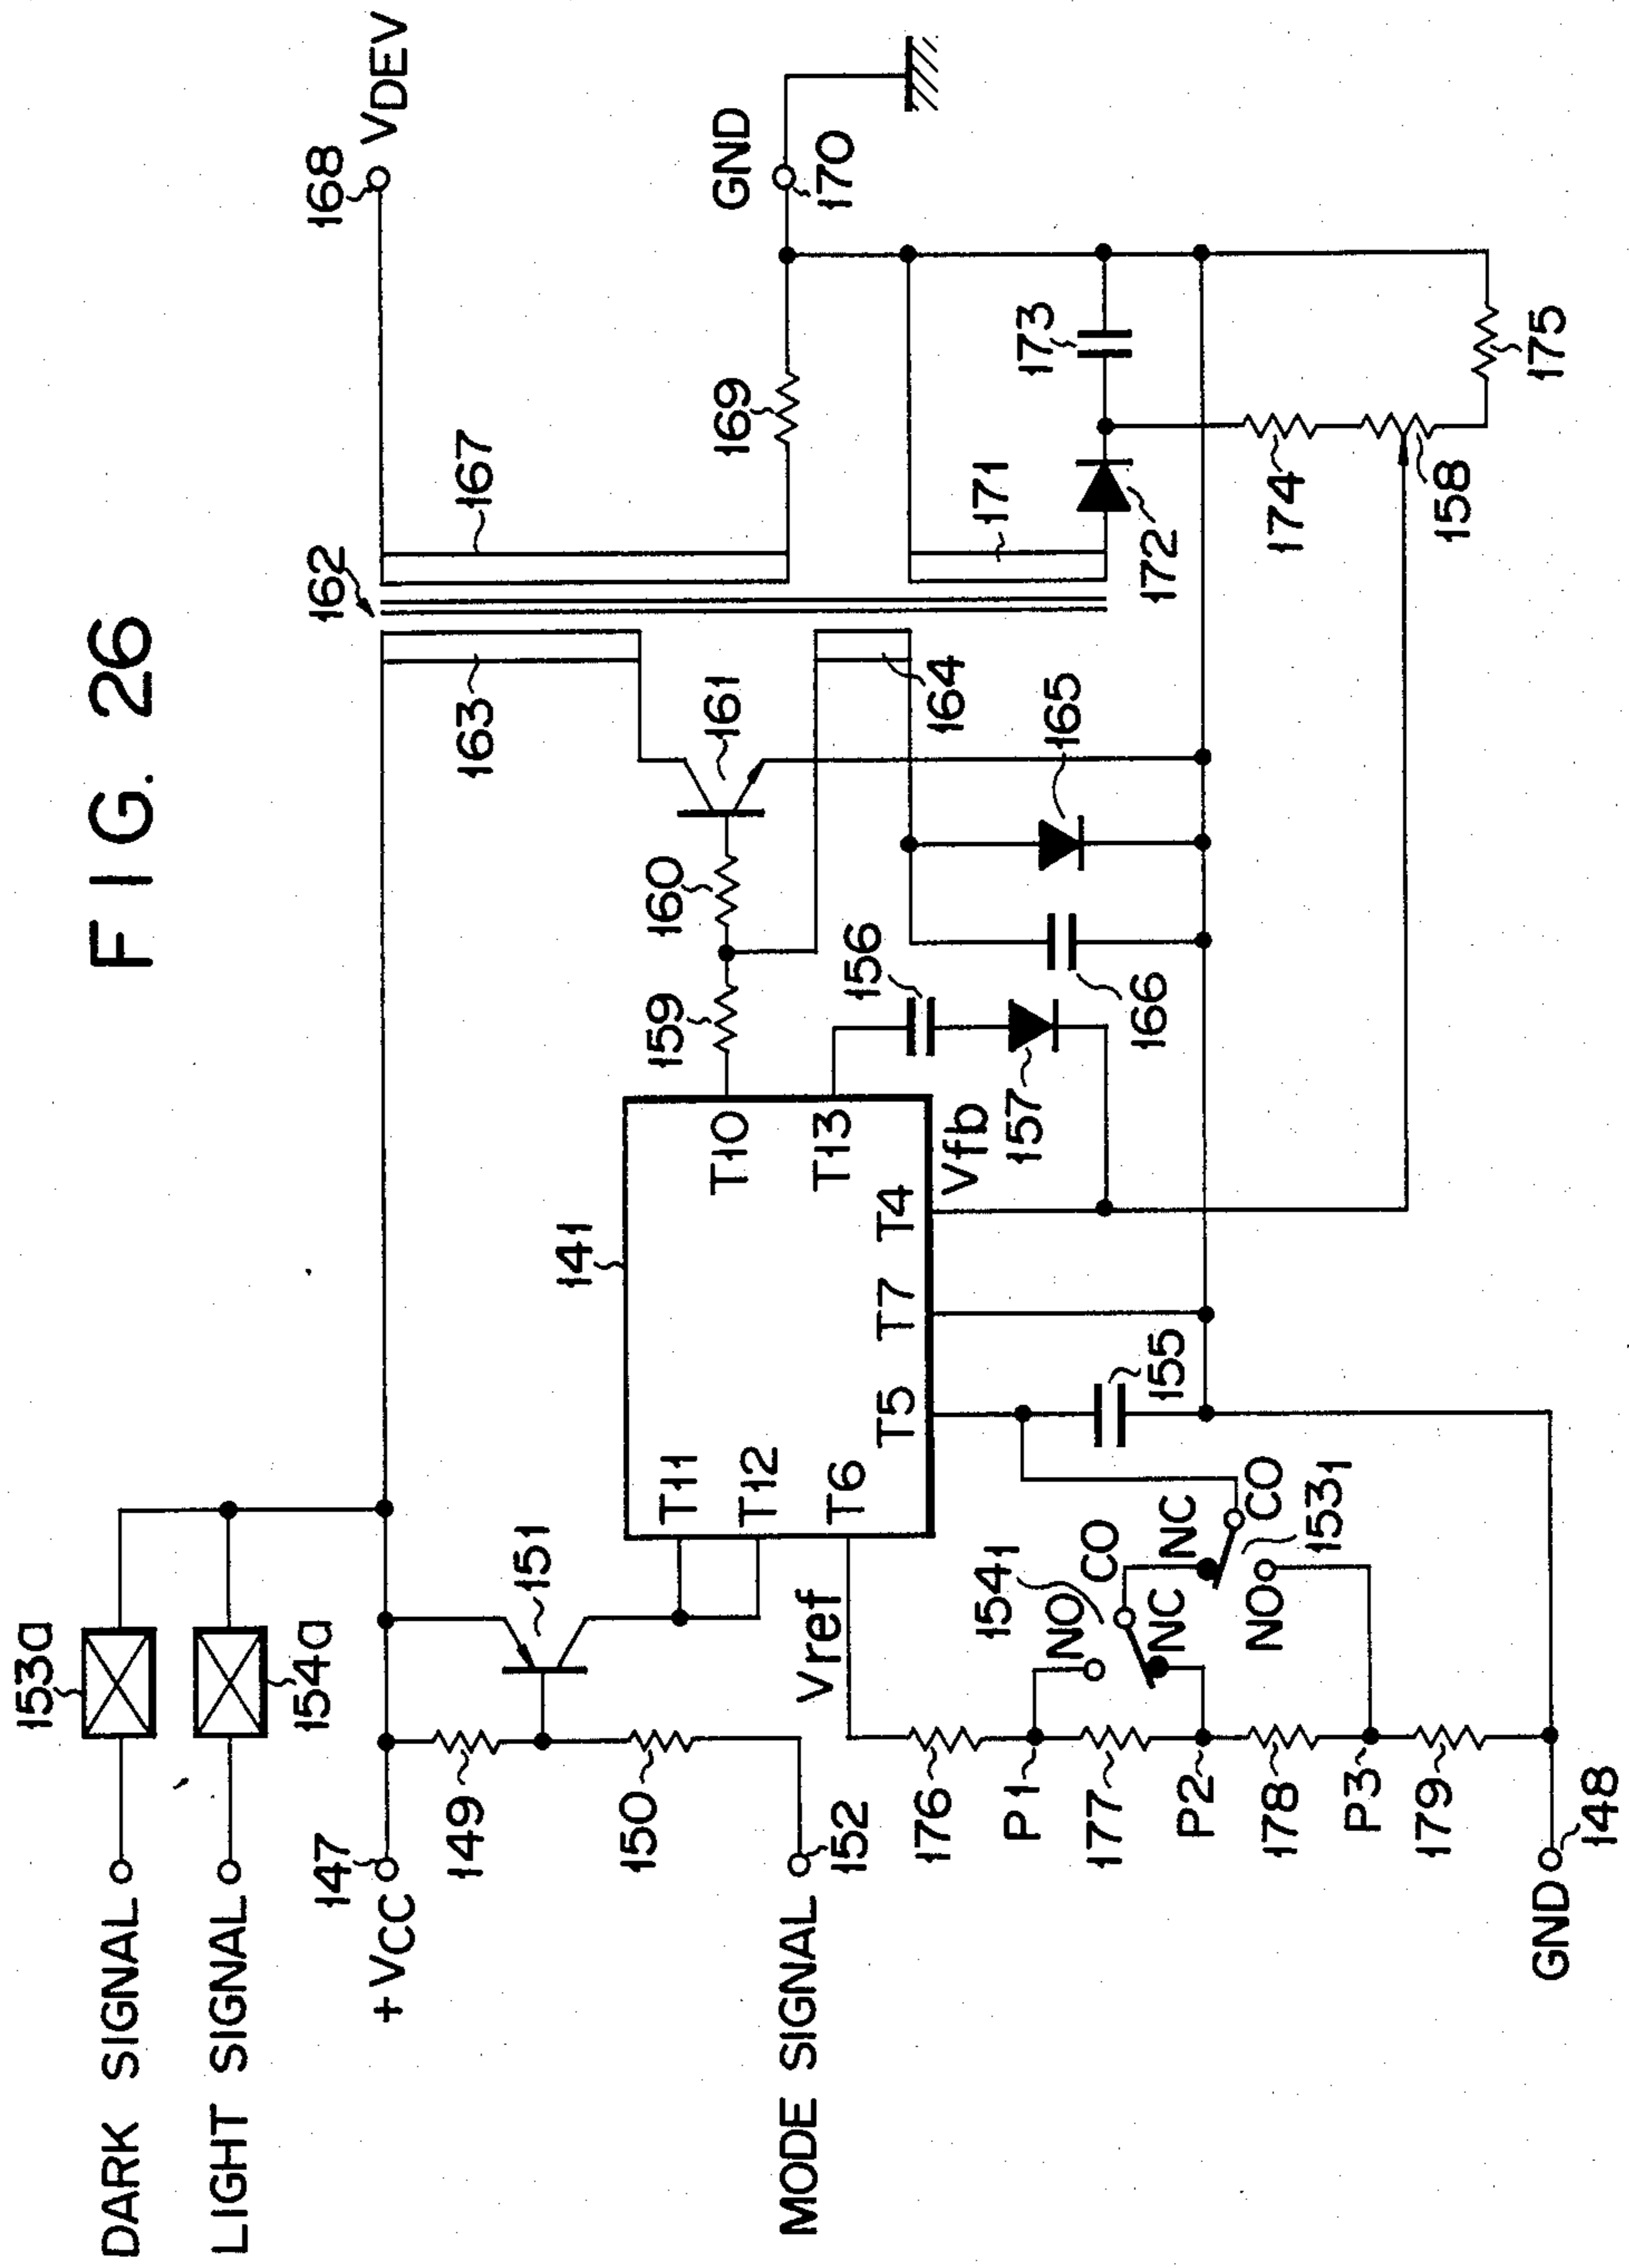 FIG. 26
DARK SIGNAL
153a
LIGHT SIGNAL
154a
+VCC
147
162
168
VDEV
149
151
163
167
150
MODE SIGNAL
152
141
T11
T12
T6
T5
T7
T4
T10
T13
159
160
161
169
GND
170
Vref
Vfb
164
171
156
157
165
166
172
173
176
P1
177
P2
178
P3
179
NO
1541
CO
NC
NC
NO
CO
1531
155
174
158
175
GND
148